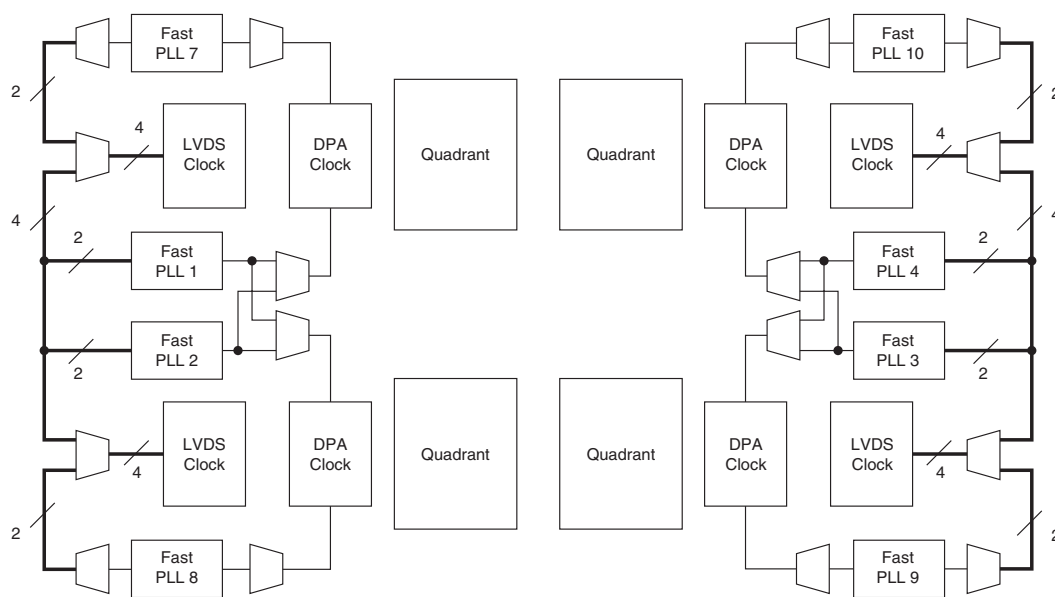 Fast
PLL 7
Fast
PLL 10
2
2
4
4
LVDS
Clock
DPA
Clock
Quadrant
Quadrant
DPA
Clock
LVDS
Clock
4
4
2
2
Fast
PLL 1
Fast
PLL 4
Fast
PLL 2
Fast
PLL 3
2
2
LVDS
Clock
DPA
Clock
Quadrant
Quadrant
DPA
Clock
LVDS
Clock
4
4
2
2
Fast
PLL 8
Fast
PLL 9